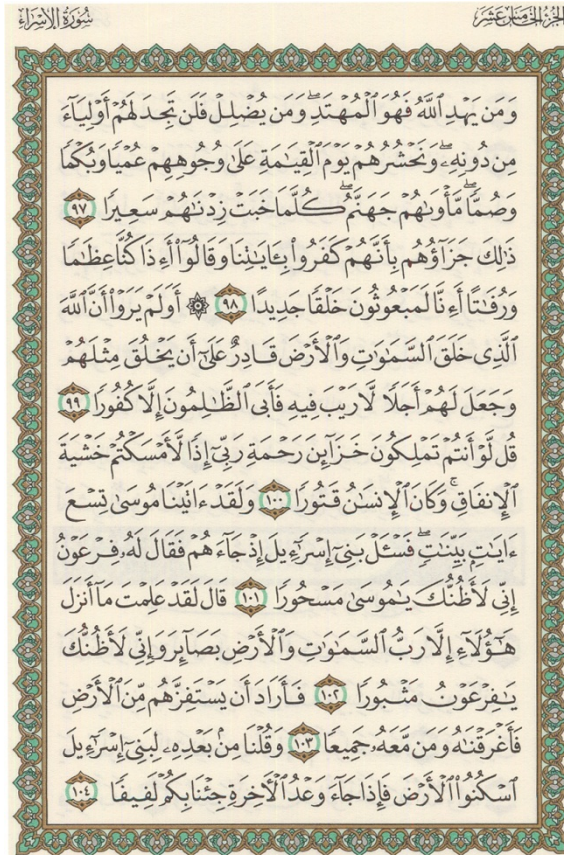 الجزء الخامس عشر
سورة الإسراء
وَمَن يَهْدِ ٱللَّهُ فَهُوَ ٱلْمُهْتَدِۖ وَمَن يُضْلِلْ فَلَن تَجِدَ لَهُمْ أَوْلِيَآءَ
مِن دُونِهِۦۖ وَنَحْشُرُهُمْ يَوْمَ ٱلْقِيَٰمَةِ عَلَىٰ وُجُوهِهِمْ عُمْيًا وَبُكْمًا
وَصُمًّاۖ مَّأْوَىٰهُمْ جَهَنَّمُۖ كُلَّمَا خَبَتْ زِدْنَٰهُمْ سَعِيرًا ٩٧
ذَٰلِكَ جَزَآؤُهُم بِأَنَّهُمْ كَفَرُوا۟ بِـَٔايَٰتِنَا وَقَالُوٓا۟ أَءِذَا كُنَّا عِظَٰمًا
وَرُفَٰتًا أَءِنَّا لَمَبْعُوثُونَ خَلْقًا جَدِيدًا ٩٨ ۞ أَوَلَمْ يَرَوْا۟ أَنَّ ٱللَّهَ
ٱلَّذِى خَلَقَ ٱلسَّمَٰوَٰتِ وَٱلْأَرْضَ قَادِرٌ عَلَىٰٓ أَن يَخْلُقَ مِثْلَهُمْ
وَجَعَلَ لَهُمْ أَجَلًا لَّا رَيْبَ فِيهِ فَأَبَى ٱلظَّٰلِمُونَ إِلَّا كُفُورًا ٩٩
قُل لَّوْ أَنتُمْ تَمْلِكُونَ خَزَآئِنَ رَحْمَةِ رَبِّىٓ إِذًا لَّأَمْسَكْتُمْ خَشْيَةَ
ٱلْإِنفَاقِۚ وَكَانَ ٱلْإِنسَٰنُ قَتُورًا ١٠٠ وَلَقَدْ ءَاتَيْنَا مُوسَىٰ تِسْعَ
ءَايَٰتٍۭ بَيِّنَٰتٍۖ فَسْـَٔلْ بَنِىٓ إِسْرَٰٓءِيلَ إِذْ جَآءَهُمْ فَقَالَ لَهُۥ فِرْعَوْنُ
إِنِّى لَأَظُنُّكَ يَٰمُوسَىٰ مَسْحُورًا ١٠١ قَالَ لَقَدْ عَلِمْتَ مَآ أَنزَلَ
هَٰٓؤُلَآءِ إِلَّا رَبُّ ٱلسَّمَٰوَٰتِ وَٱلْأَرْضِ بَصَآئِرَ وَإِنِّى لَأَظُنُّكَ
يَٰفِرْعَوْنُ مَثْبُورًا ١٠٢ فَأَرَادَ أَن يَسْتَفِزَّهُم مِّنَ ٱلْأَرْضِ
فَأَغْرَقْنَٰهُ وَمَن مَّعَهُۥ جَمِيعًا ١٠٣ وَقُلْنَا مِنۢ بَعْدِهِۦ لِبَنِىٓ إِسْرَٰٓءِيلَ
ٱسْكُنُوا۟ ٱلْأَرْضَ فَإِذَا جَآءَ وَعْدُ ٱلْءَاخِرَةِ جِئْنَا بِكُمْ لَفِيفًا ١٠٤